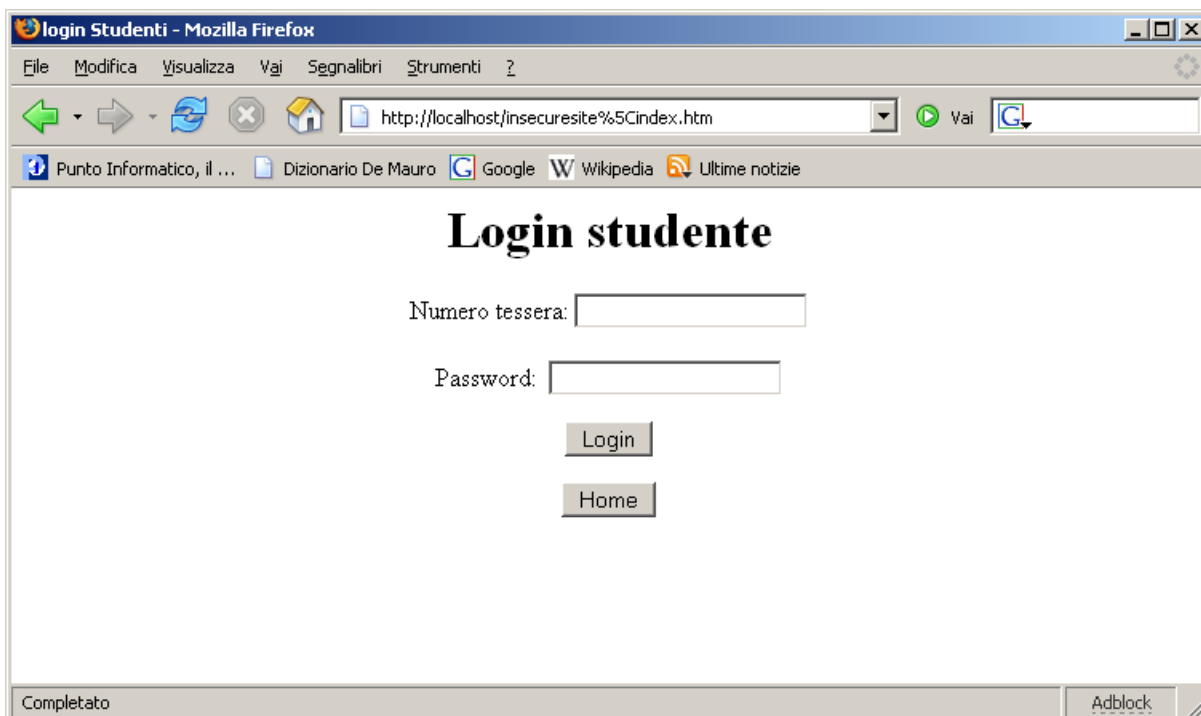 login Studenti - Mozilla Firefox
File Modifica Visualizza Vai Segnalibri Strumenti ?
http://localhost/insecuresite%5Cindex.htm Vai G
Punto Informatico, il ... Dizionario De Mauro G Google W Wikipedia Ultime notizie
Login studente
Numero tessera:
Password:
Login
Home
Completato Adblock